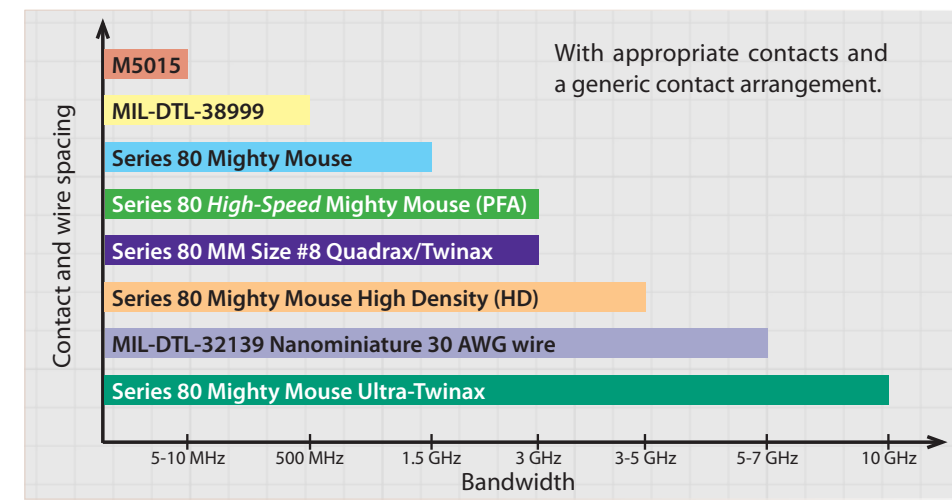 With appropriate contacts and
a generic contact arrangement.
Contact and wire spacing
M5015
MIL-DTL-38999
Series 80 Mighty Mouse
Series 80 High-Speed Mighty Mouse (PFA)
Series 80 MM Size #8 Quadrax/Twinax
Series 80 Mighty Mouse High Density (HD)
MIL-DTL-32139 Nanominiature 30 AWG wire
Series 80 Mighty Mouse Ultra-Twinax
5-10 MHz 500 MHz 1.5 GHz 3 GHz 3-5 GHz 5-7 GHz 10 GHz
Bandwidth